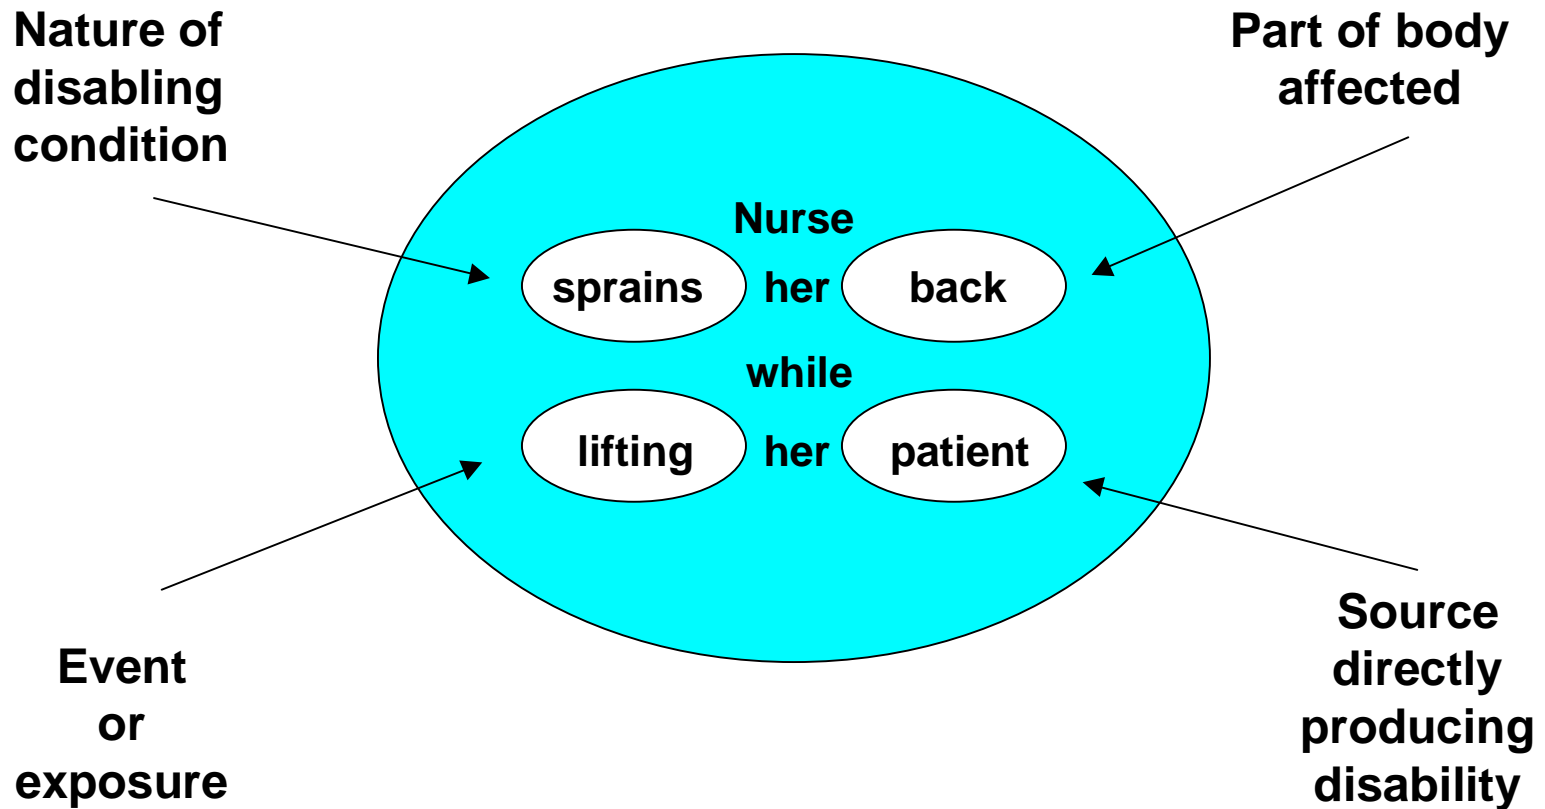 Nature of
disabling
condition
Part of body
affected
Nurse
sprains her back
while
lifting her patient
Event
or
exposure
Source
directly
producing
disability